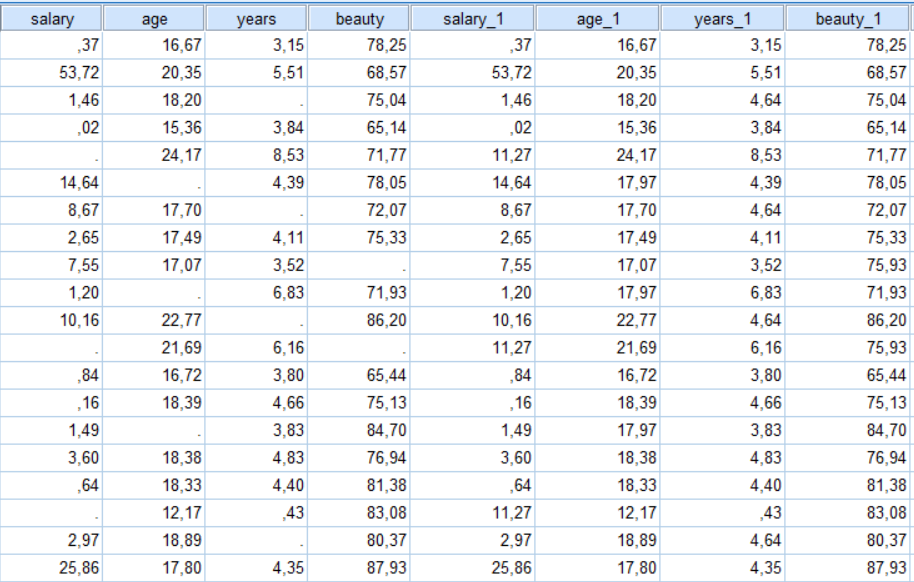 salary age years beauty salary_1 age_1 years_1 beauty_1
,37 16,67 3,15 78,25 ,37 16,67 3,15 78,25
53,72 20,35 5,51 68,57 53,72 20,35 5,51 68,57
1,46 18,20 . 75,04 1,46 18,20 4,64 75,04
,02 15,36 3,84 65,14 ,02 15,36 3,84 65,14
. 24,17 8,53 71,77 11,27 24,17 8,53 71,77
14,64 . 4,39 78,05 14,64 17,97 4,39 78,05
8,67 17,70 . 72,07 8,67 17,70 4,64 72,07
2,65 17,49 4,11 75,33 2,65 17,49 4,11 75,33
7,55 17,07 3,52 . 7,55 17,07 3,52 75,93
1,20 . 6,83 71,93 1,20 17,97 6,83 71,93
10,16 22,77 . 86,20 10,16 22,77 4,64 86,20
. 21,69 6,16 . 11,27 21,69 6,16 75,93
,84 16,72 3,80 65,44 ,84 16,72 3,80 65,44
,16 18,39 4,66 75,13 ,16 18,39 4,66 75,13
1,49 . 3,83 84,70 1,49 17,97 3,83 84,70
3,60 18,38 4,83 76,94 3,60 18,38 4,83 76,94
,64 18,33 4,40 81,38 ,64 18,33 4,40 81,38
. 12,17 ,43 83,08 11,27 12,17 ,43 83,08
2,97 18,89 . 80,37 2,97 18,89 4,64 80,37
25,86 17,80 4,35 87,93 25,86 17,80 4,35 87,93